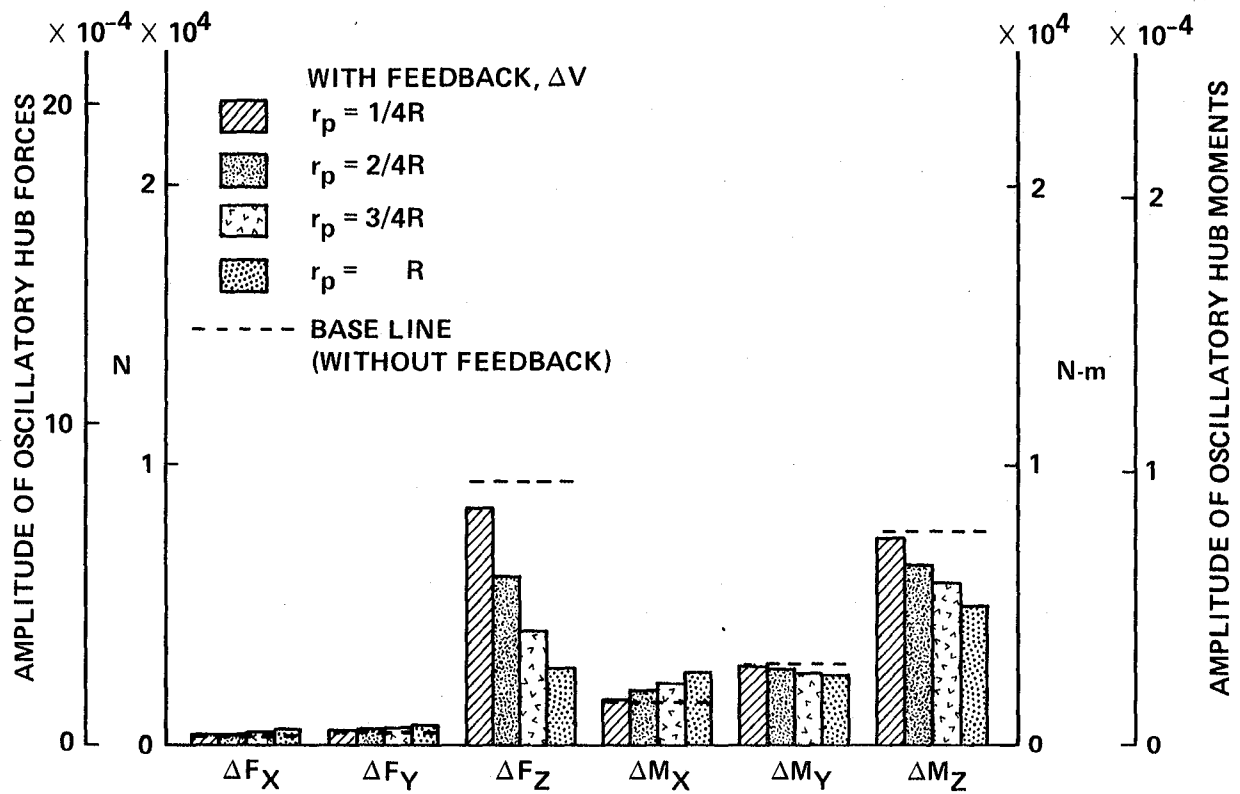 × 10⁻⁴ × 10⁴
× 10⁴ × 10⁻⁴
AMPLITUDE OF OSCILLATORY HUB FORCES
20
10
0
N
2
1
0
WITH FEEDBACK, ΔV
r_p = 1/4R
r_p = 2/4R
r_p = 3/4R
r_p = R
BASE LINE
(WITHOUT FEEDBACK)
ΔF_X ΔF_Y ΔF_Z ΔM_X ΔM_Y ΔM_Z
2
1
0
N-m
2
1
0
AMPLITUDE OF OSCILLATORY HUB MOMENTS